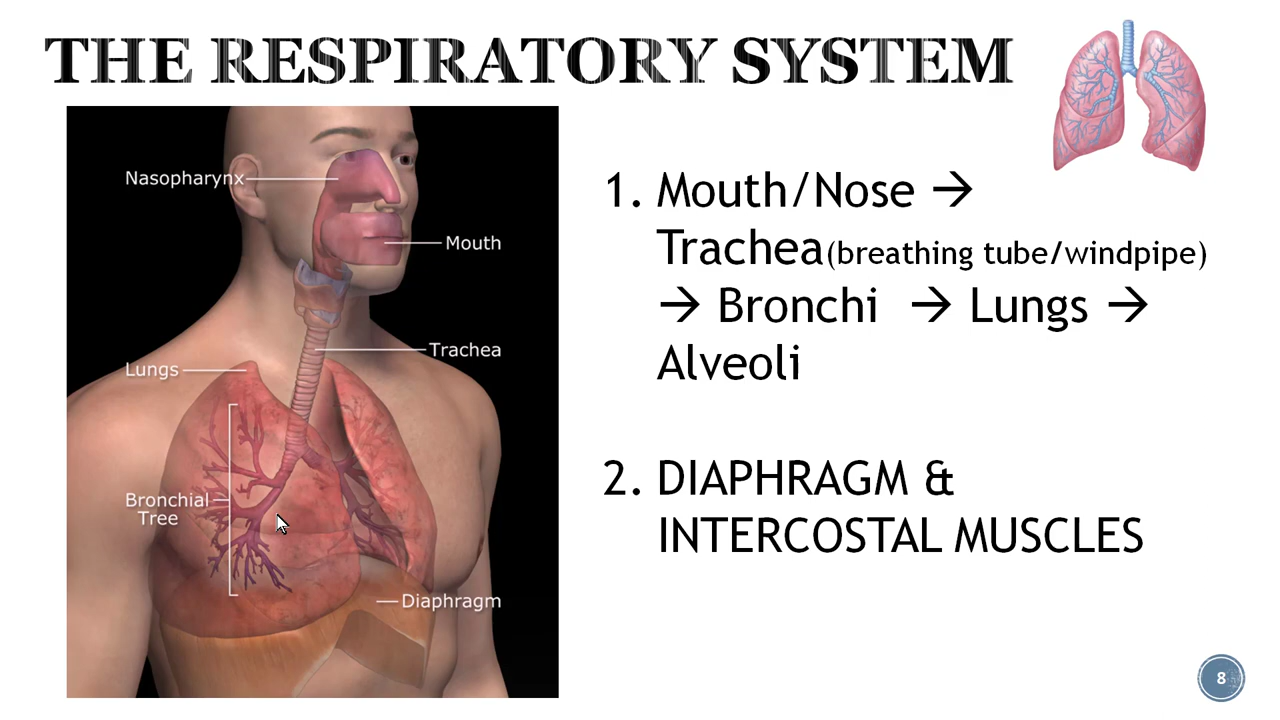 THE RESPIRATORY SYSTEM
Nasopharynx
Mouth
Trachea
Lungs
Bronchial
Tree
Diaphragm
1. Mouth/Nose →
Trachea(breathing tube/windpipe)
→ Bronchi → Lungs →
Alveoli
2. DIAPHRAGM &
INTERCOSTAL MUSCLES
8